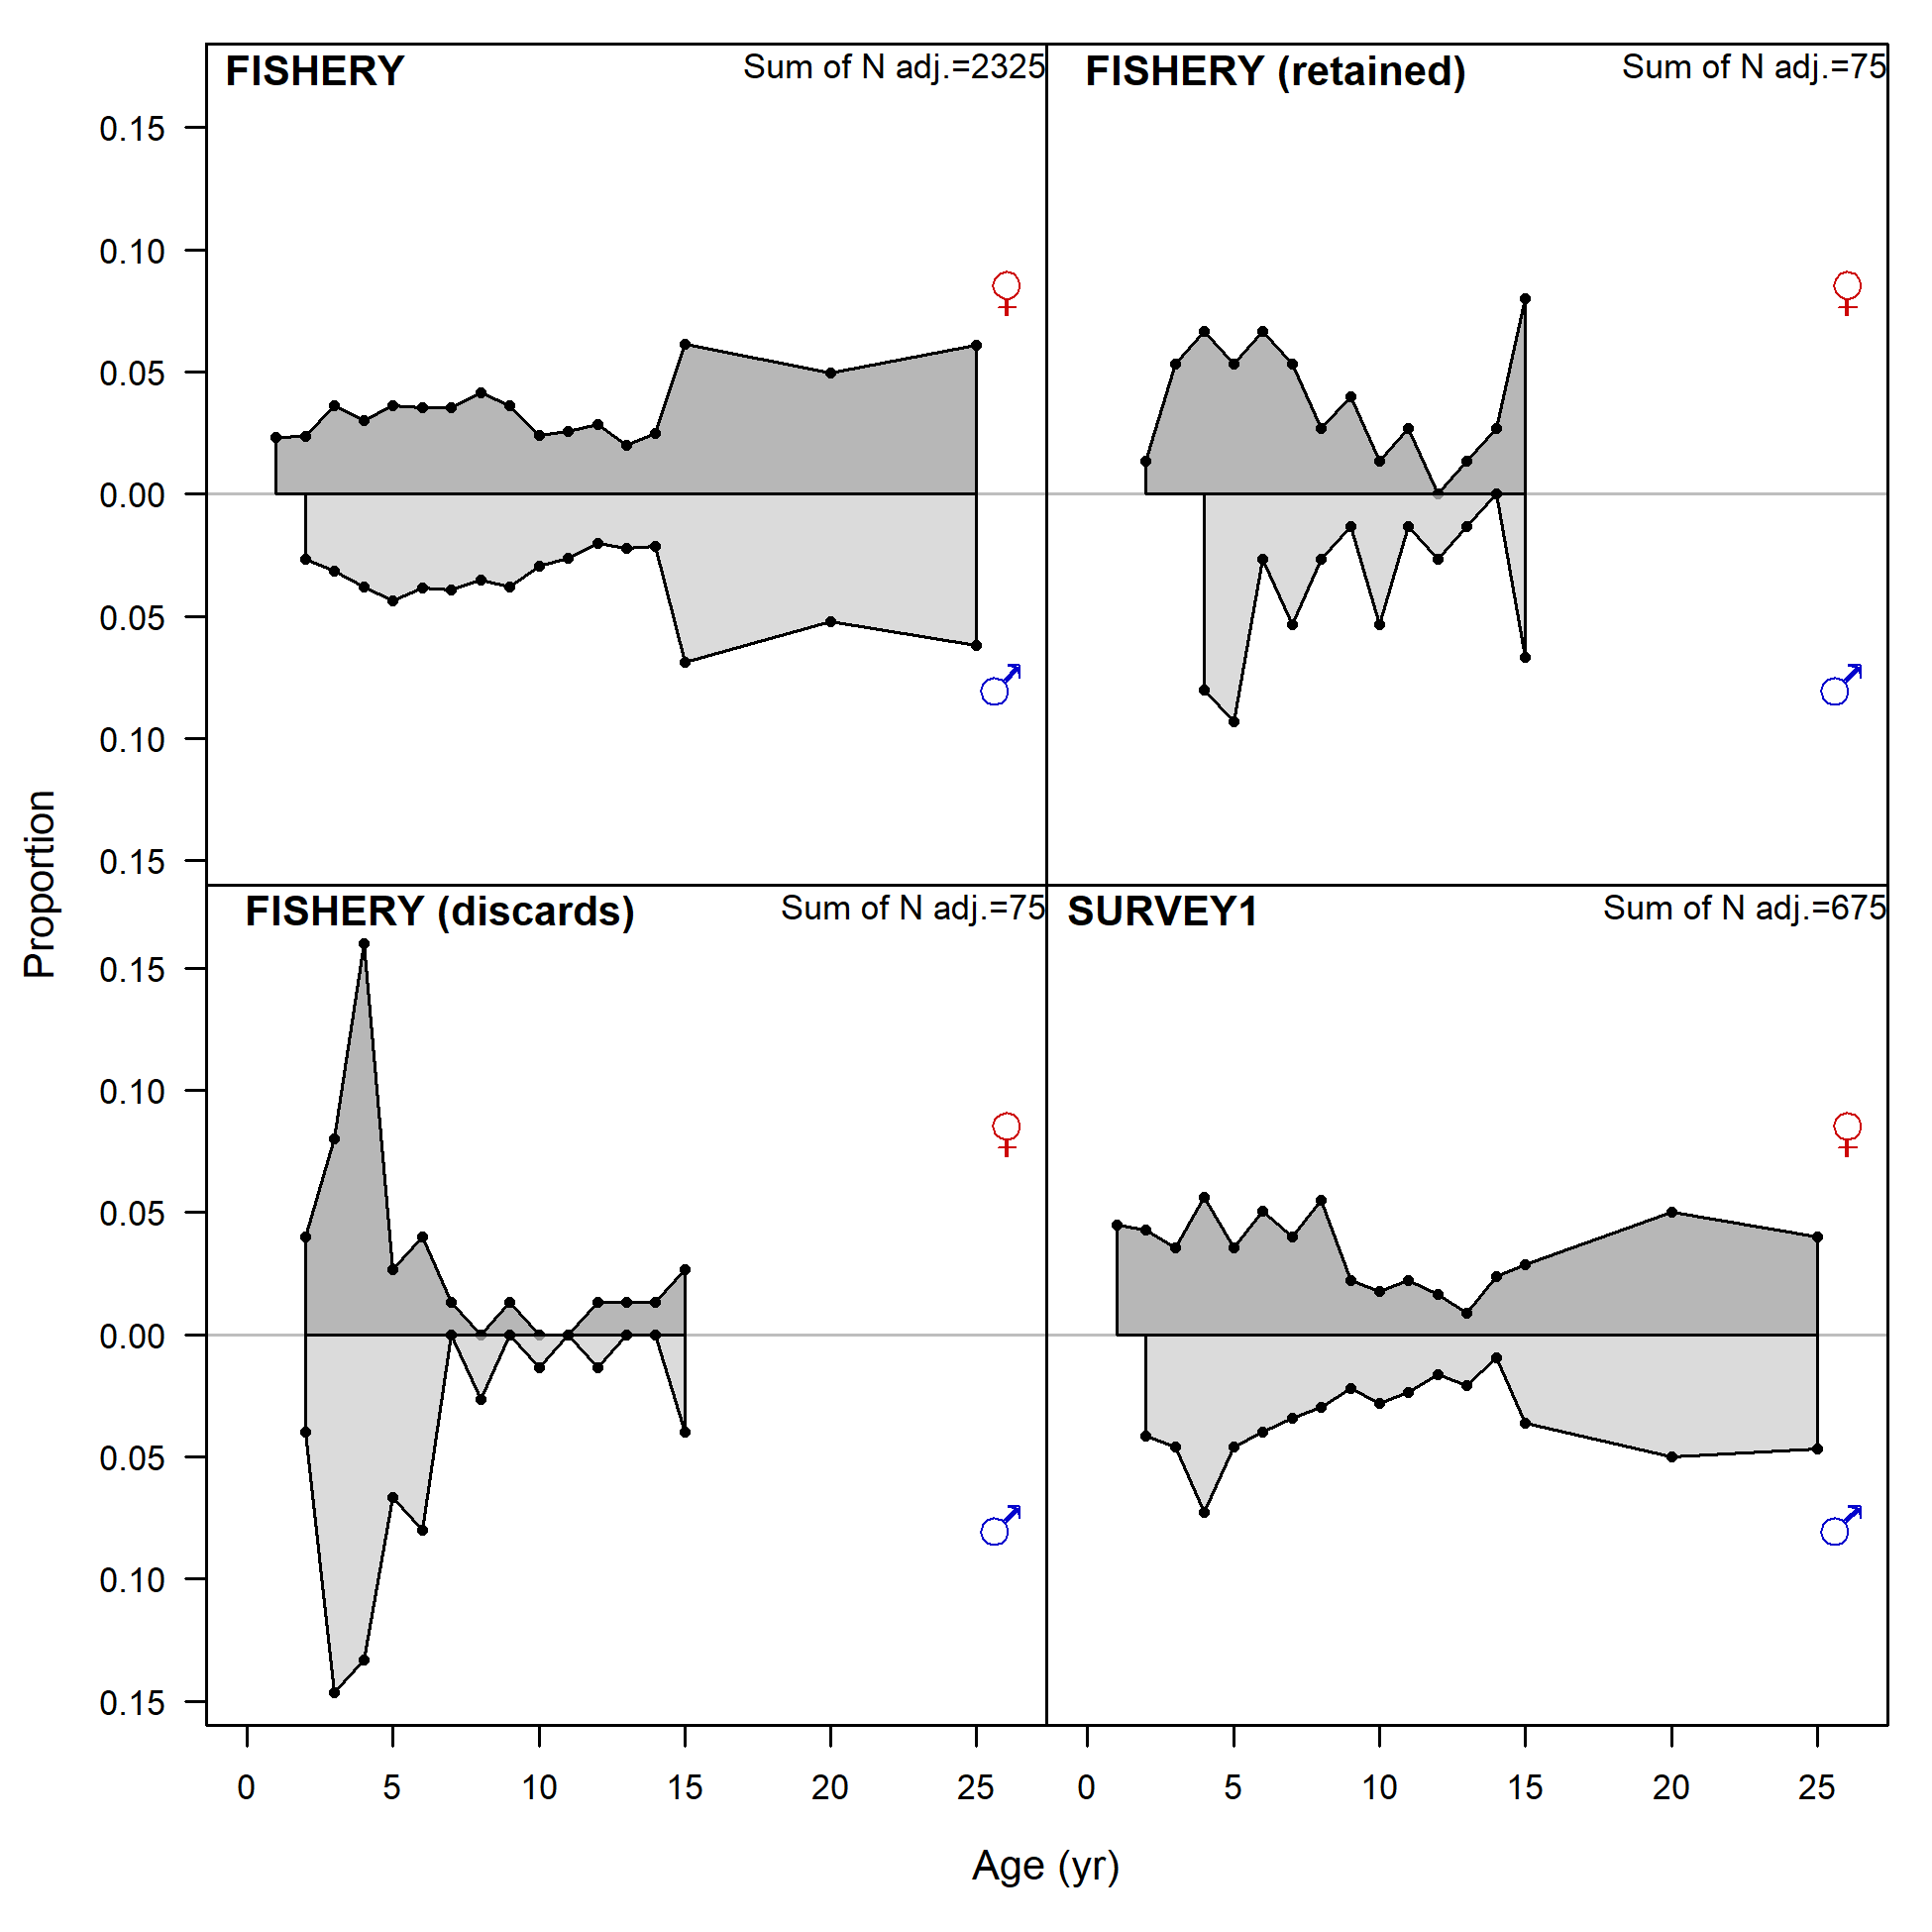 FISHERY
Sum of N adj.=2325
FISHERY (retained)
Sum of N adj.=75
0.15
0.10
0.05
0.00
0.05
0.10
0.15
♀
♂
♀
♂
Proportion
FISHERY (discards)
Sum of N adj.=75
SURVEY1
Sum of N adj.=675
0.15
0.10
0.05
0.00
0.05
0.10
0.15
♀
♂
♀
♂
0 5 10 15 20 25
0 5 10 15 20 25
Age (yr)